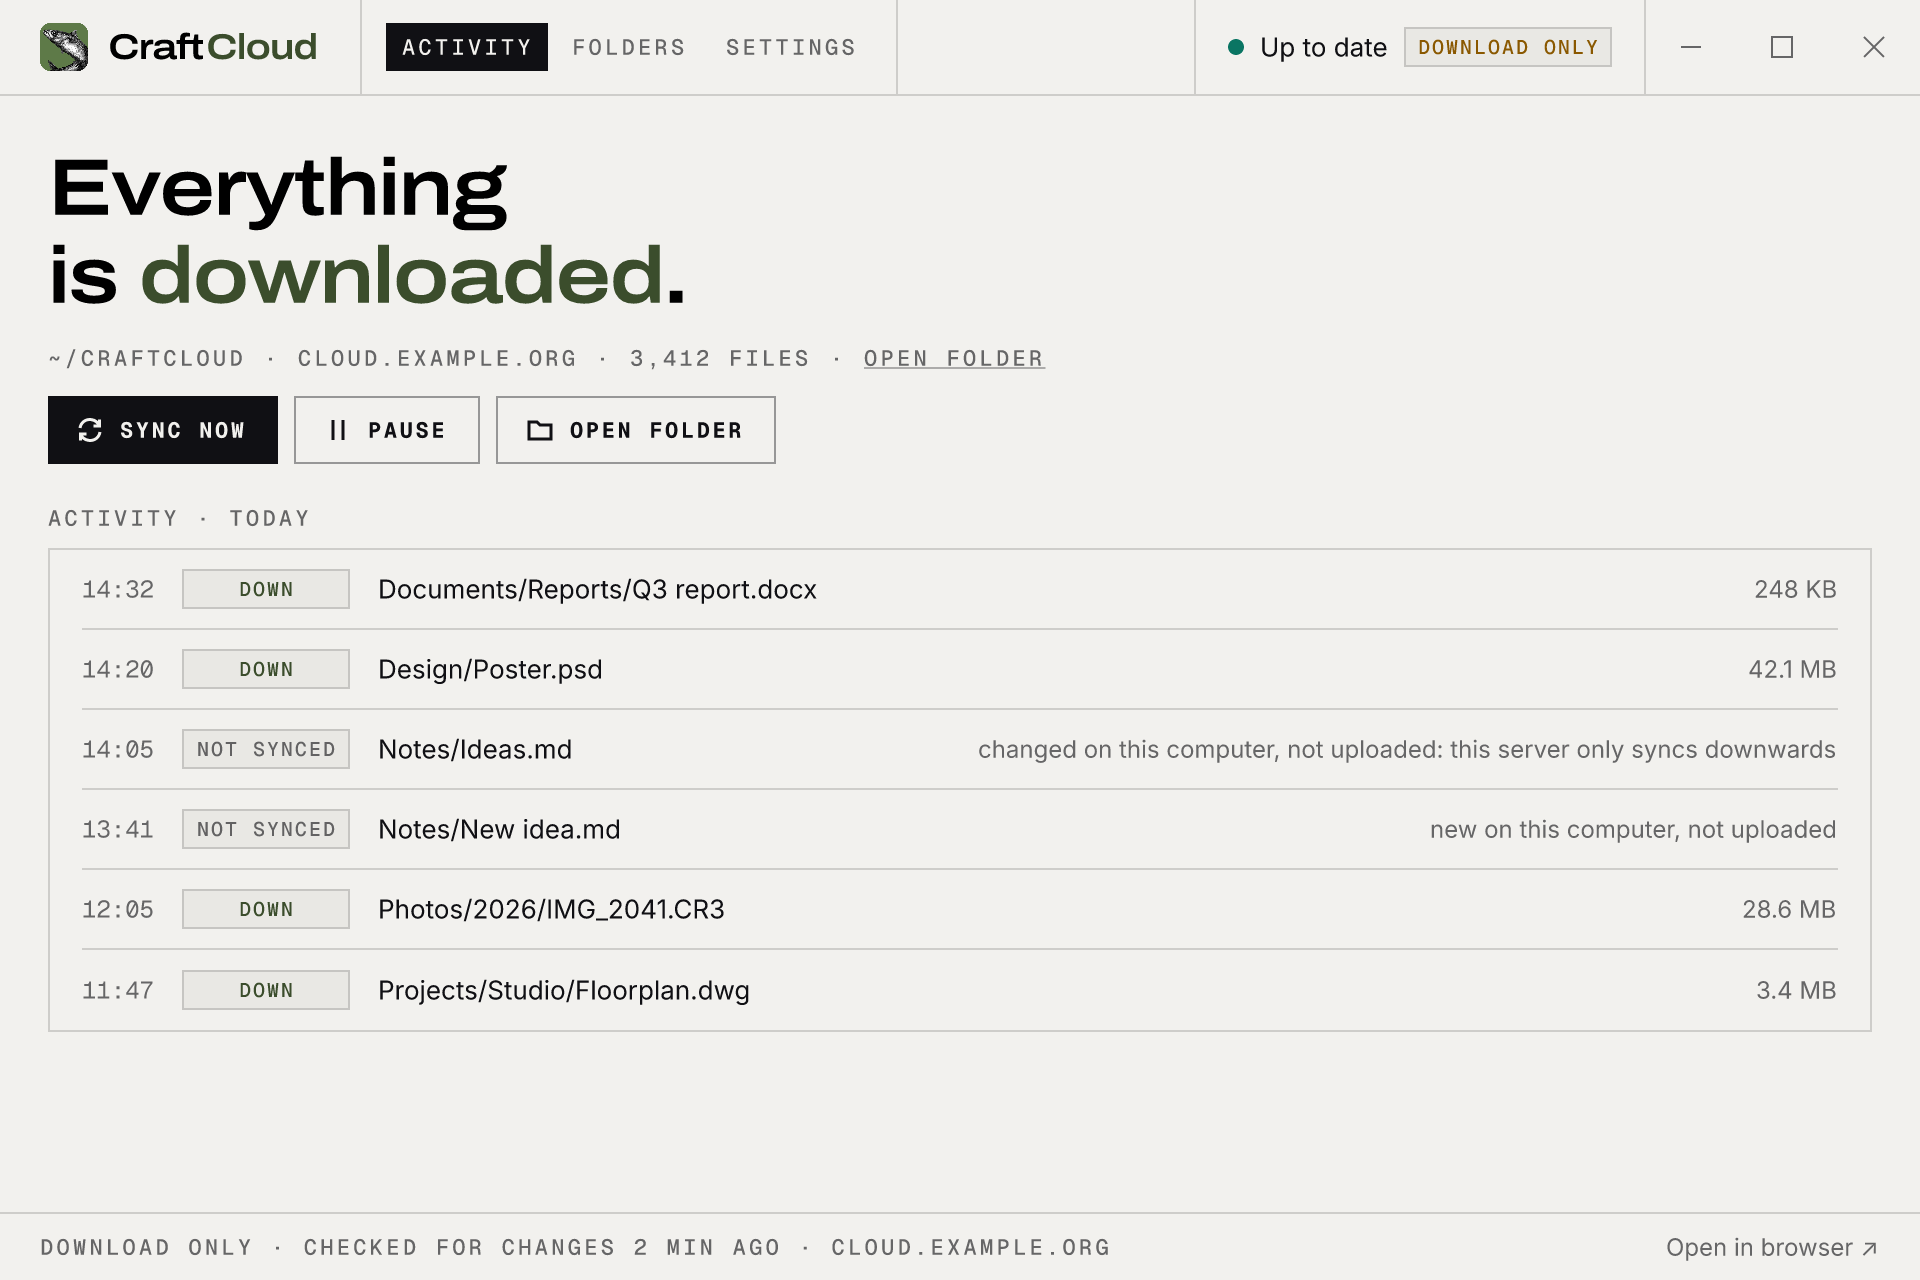 CraftCloud ACTIVITY FOLDERS SETTINGS Up to date DOWNLOAD ONLY
Everything
is downloaded.
~/CRAFTCLOUD · CLOUD.EXAMPLE.ORG · 3,412 FILES · OPEN FOLDER
SYNC NOW PAUSE OPEN FOLDER
ACTIVITY · TODAY
14:32 DOWN Documents/Reports/Q3 report.docx 248 KB
14:20 DOWN Design/Poster.psd 42.1 MB
14:05 NOT SYNCED Notes/Ideas.md changed on this computer, not uploaded: this server only syncs downwards
13:41 NOT SYNCED Notes/New idea.md new on this computer, not uploaded
12:05 DOWN Photos/2026/IMG_2041.CR3 28.6 MB
11:47 DOWN Projects/Studio/Floorplan.dwg 3.4 MB
DOWNLOAD ONLY · CHECKED FOR CHANGES 2 MIN AGO · CLOUD.EXAMPLE.ORG Open in browser ↗